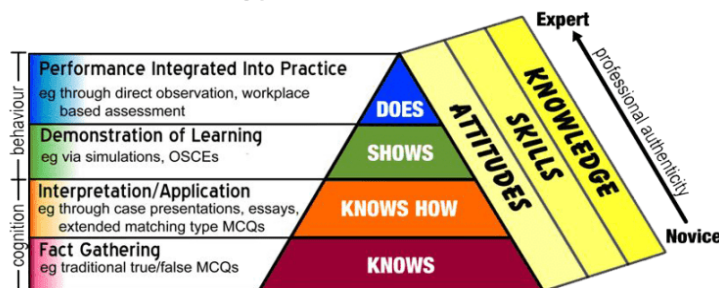 Expert
Performance Integrated Into Practice
eg through direct observation, workplace
based assessment
DOES
Demonstration of Learning
eg via simulations, OSCEs
SHOWS
Interpretation/Application
eg through case presentations, essays,
extended matching type MCQs
KNOWS HOW
Fact Gathering
eg traditional true/false MCQs
KNOWS
behaviour
cognition
ATTITUDES
SKILLS
KNOWLEDGE
professional authenticity
Novice